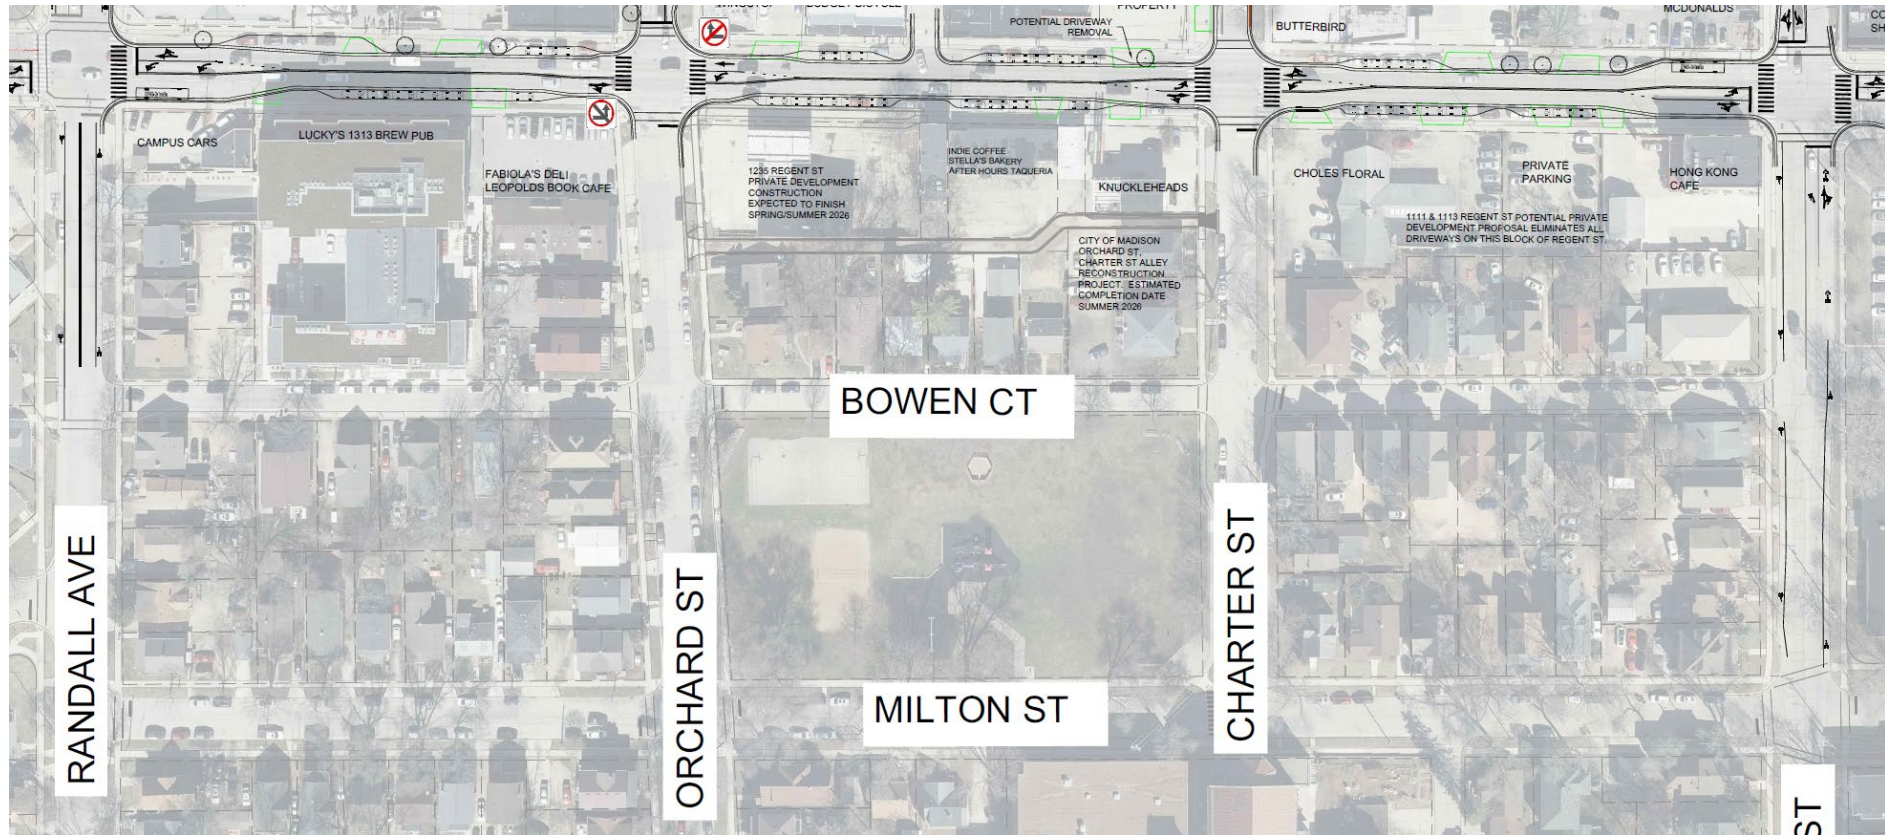 PROPERTY
MCDONALDS
POTENTIAL DRIVEWAY
REMOVAL
BUTTERBIRD
CAMPUS CARS
LUCKY'S 1313 BREW PUB
FABIOLA'S DELI
LEOPOLDS BOOK CAFE
1235 REGENT ST
PRIVATE DEVELOPMENT
CONSTRUCTION
EXPECTED TO FINISH
SPRING/SUMMER 2026
INDIE COFFEE
STELLA'S BAKERY
AFTER HOURS TAQUERIA
KNUCKLEHEADS
CHOLES FLORAL
PRIVATE
PARKING
HONG KONG
CAFE
1111 & 1113 REGENT ST POTENTIAL PRIVATE
DEVELOPMENT PROPOSAL ELIMINATES ALL
DRIVEWAYS ON THIS BLOCK OF REGENT ST.
CITY OF MADISON
ORCHARD ST,
CHARTER ST ALLEY
RECONSTRUCTION
PROJECT. ESTIMATED
COMPLETION DATE
SUMMER 2026
BOWEN CT
RANDALL AVE
ORCHARD ST
CHARTER ST
MILTON ST
ST